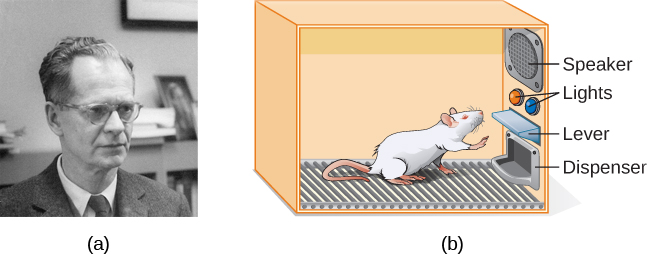 Speaker
Lights
Lever
Dispenser
(a)
(b)